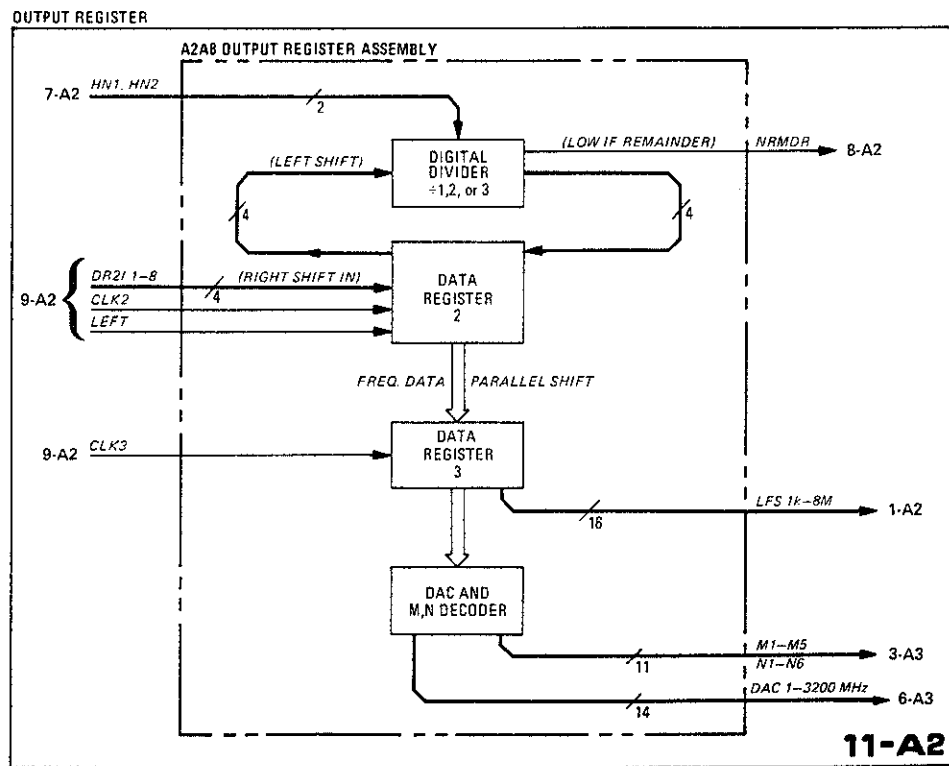 OUTPUT REGISTER
A2A8 OUTPUT REGISTER ASSEMBLY
7-A2
HN1, HN2
2
(LEFT SHIFT)
DIGITAL
DIVIDER
÷1,2, or 3
(LOW IF REMAINDER)
NRMDR
8-A2
4
4
9-A2
DR2I 1-8
4
(RIGHT SHIFT IN)
CLK2
LEFT
DATA
REGISTER
2
FREQ. DATA
PARALLEL SHIFT
9-A2
CLK3
DATA
REGISTER
3
16
LFS 1k-8M
1-A2
DAC AND
M,N DECODER
11
M1-M5
N1-N6
3-A3
14
DAC 1-3200 MHz
6-A3
11-A2